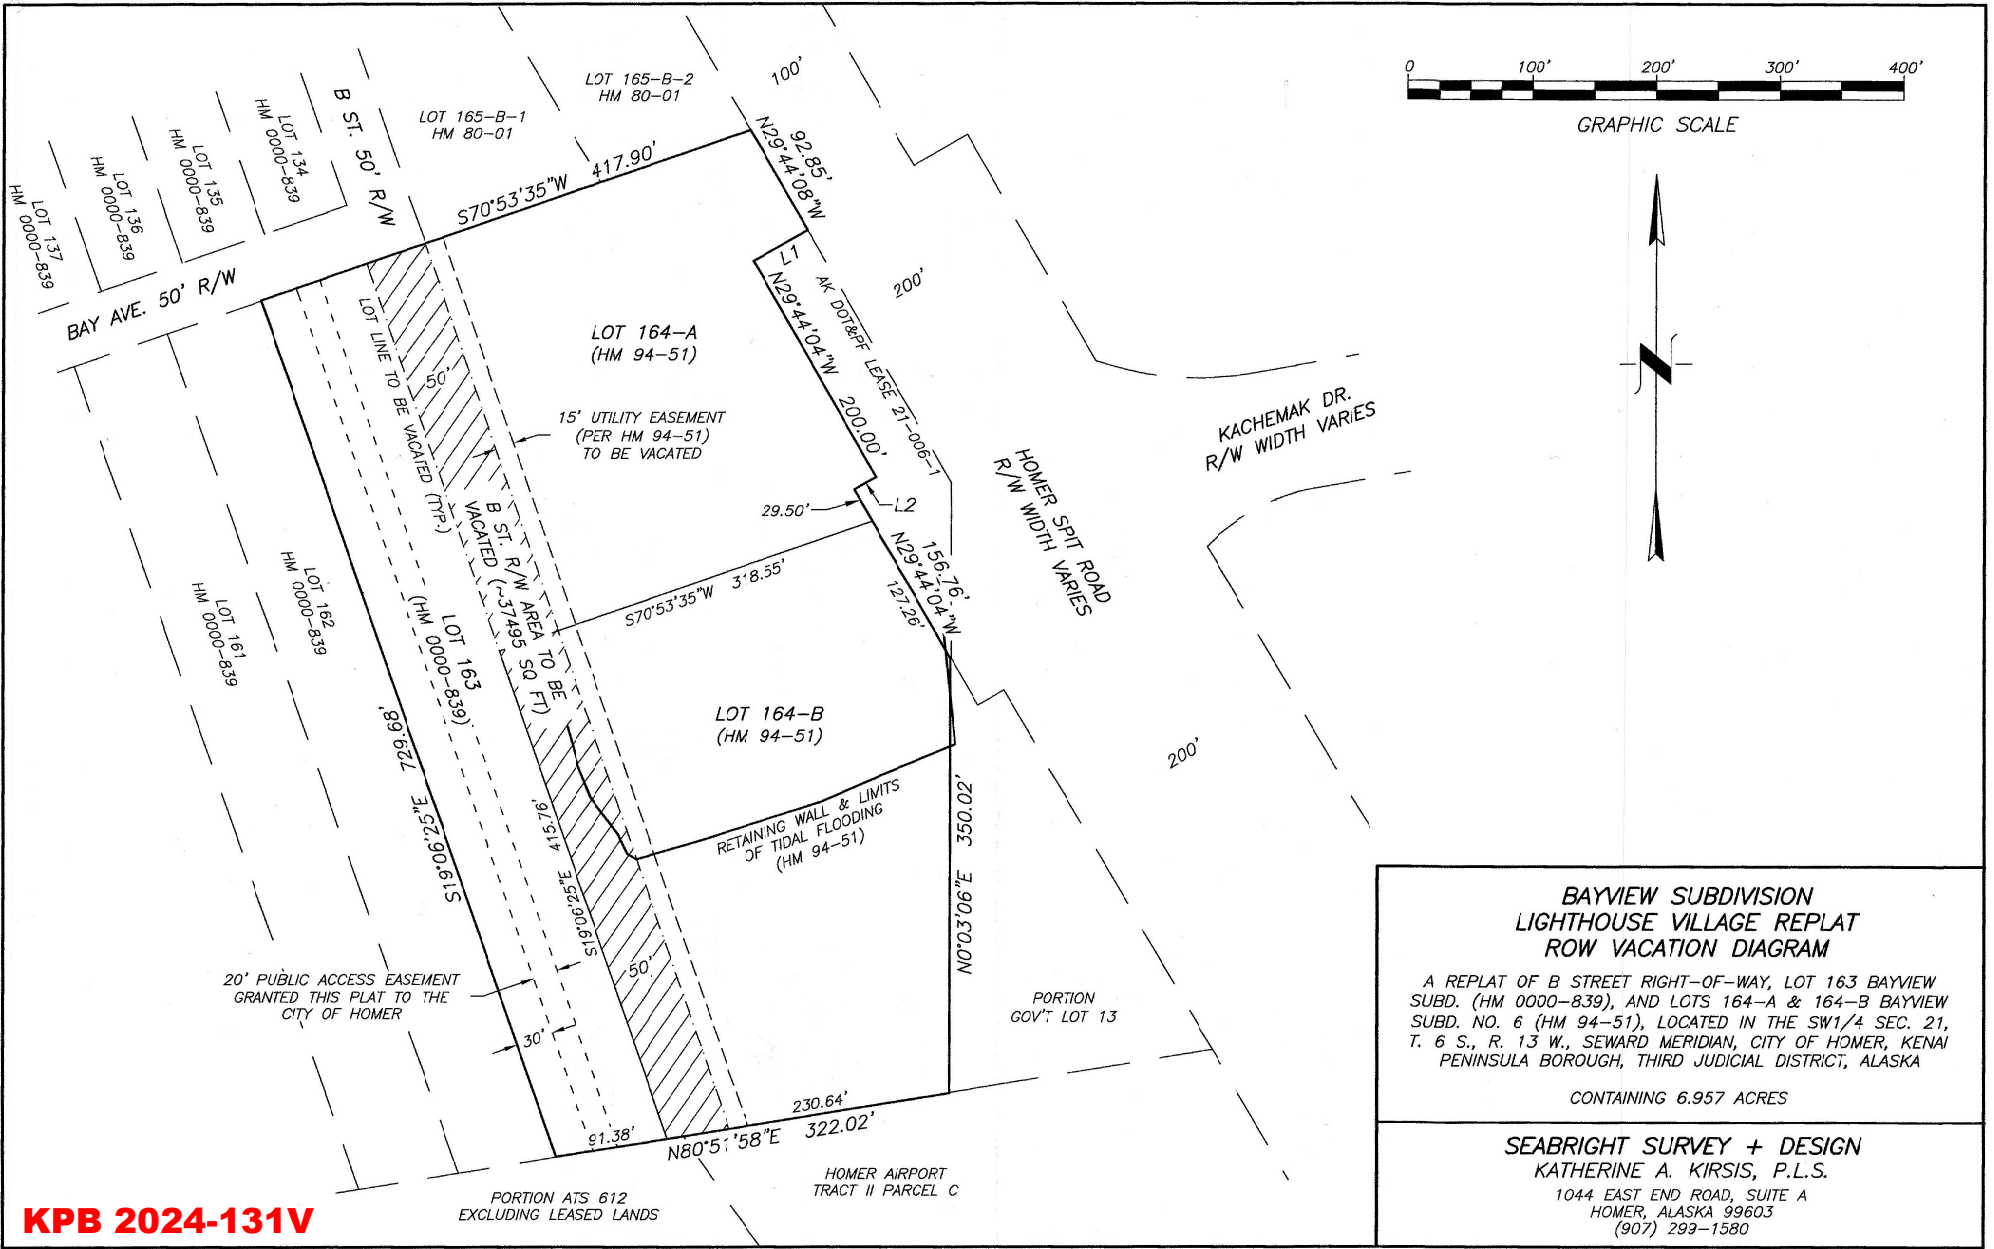 LOT 165-B-2
HM 80-01
100'
LOT 165-B-1
HM 80-01
B ST. 50' R/W
LOT 134
HM 0000-839
LOT 135
HM 0000-839
LOT 136
HM 0000-839
LOT 137
HM 0000-839
BAY AVE. 50' R/W
S70°53'35"W 417.90'
92.85'
N29°44'08"W
L1
N29°44'04"W 200.00'
AK DOT&PF LEASE 21-006-1
200'
0 100' 200' 300' 400'
GRAPHIC SCALE
N
LOT 164-A
(HM 94-51)
LOT LINE TO BE VACATED (TYP.)
50'
15' UTILITY EASEMENT
(PER HM 94-51)
TO BE VACATED
KACHEMAK DR.
R/W WIDTH VARIES
HOMER SPIT ROAD
R/W WIDTH VARIES
29.50'
L2
156.76'
N29°44'04"W
127.26'
S70°53'35"W 318.55'
B ST. R/W AREA TO BE
VACATED (~37495 SQ FT)
LOT 163
(HM 0000-839)
LOT 162
HM 0000-839
LOT 161
HM 0000-839
LOT 164-B
(HM 94-51)
200'
S19°06'25"E 729.68'
S19°06'25"E 415.76'
RETAINING WALL & LIMITS
OF TIDAL FLOODING
(HM 94-51)
N0°03'06"E 350.02'
50'
20' PUBLIC ACCESS EASEMENT
GRANTED THIS PLAT TO THE
CITY OF HOMER
30'
PORTION
GOV'T LOT 13
230.64'
91.38'
N80°51'58"E 322.02'
HOMER AIRPORT
TRACT II PARCEL C
PORTION ATS 612
EXCLUDING LEASED LANDS
KPB 2024-131V
BAYVIEW SUBDIVISION
LIGHTHOUSE VILLAGE REPLAT
ROW VACATION DIAGRAM
A REPLAT OF B STREET RIGHT-OF-WAY, LOT 163 BAYVIEW
SUBD. (HM 0000-839), AND LOTS 164-A & 164-B BAYVIEW
SUBD. NO. 6 (HM 94-51), LOCATED IN THE SW1/4 SEC. 21,
T. 6 S., R. 13 W., SEWARD MERIDIAN, CITY OF HOMER, KENAI
PENINSULA BOROUGH, THIRD JUDICIAL DISTRICT, ALASKA
CONTAINING 6.957 ACRES
SEABRIGHT SURVEY + DESIGN
KATHERINE A. KIRSIS, P.L.S.
1044 EAST END ROAD, SUITE A
HOMER, ALASKA 99603
(907) 299-1580